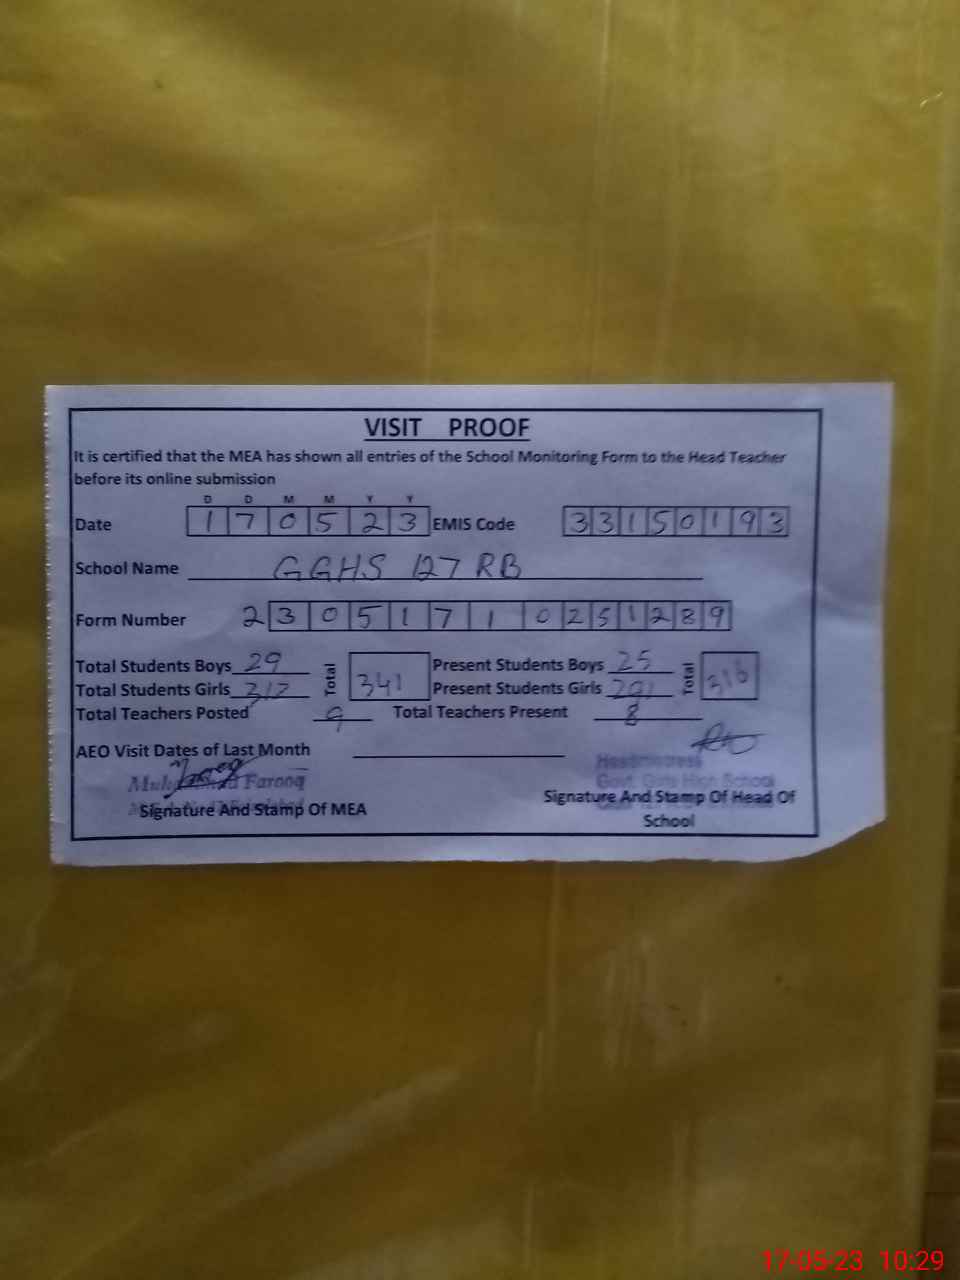 VISIT PROOF
It is certified that the MEA has shown all entries of the School Monitoring Form to the Head Teacher
before its online submission
D D M M Y Y
Date 1 7 0 5 2 3 EMIS Code 3 3 1 5 0 1 9 3
School Name GGHS 127 RB
Form Number 2 3 0 5 1 7 1 0 2 5 1 2 8 9
Total Students Boys 29 Total 341 Present Students Boys 25 Total 316
Total Students Girls 312 Present Students Girls 291
Total Teachers Posted 9 Total Teachers Present 8
AEO Visit Dates of Last Month
Headmistress
Farooq Govt. Girls High School
Signature And Stamp Of MEA Signature And Stamp Of Head Of
School
17-05-23 10:29